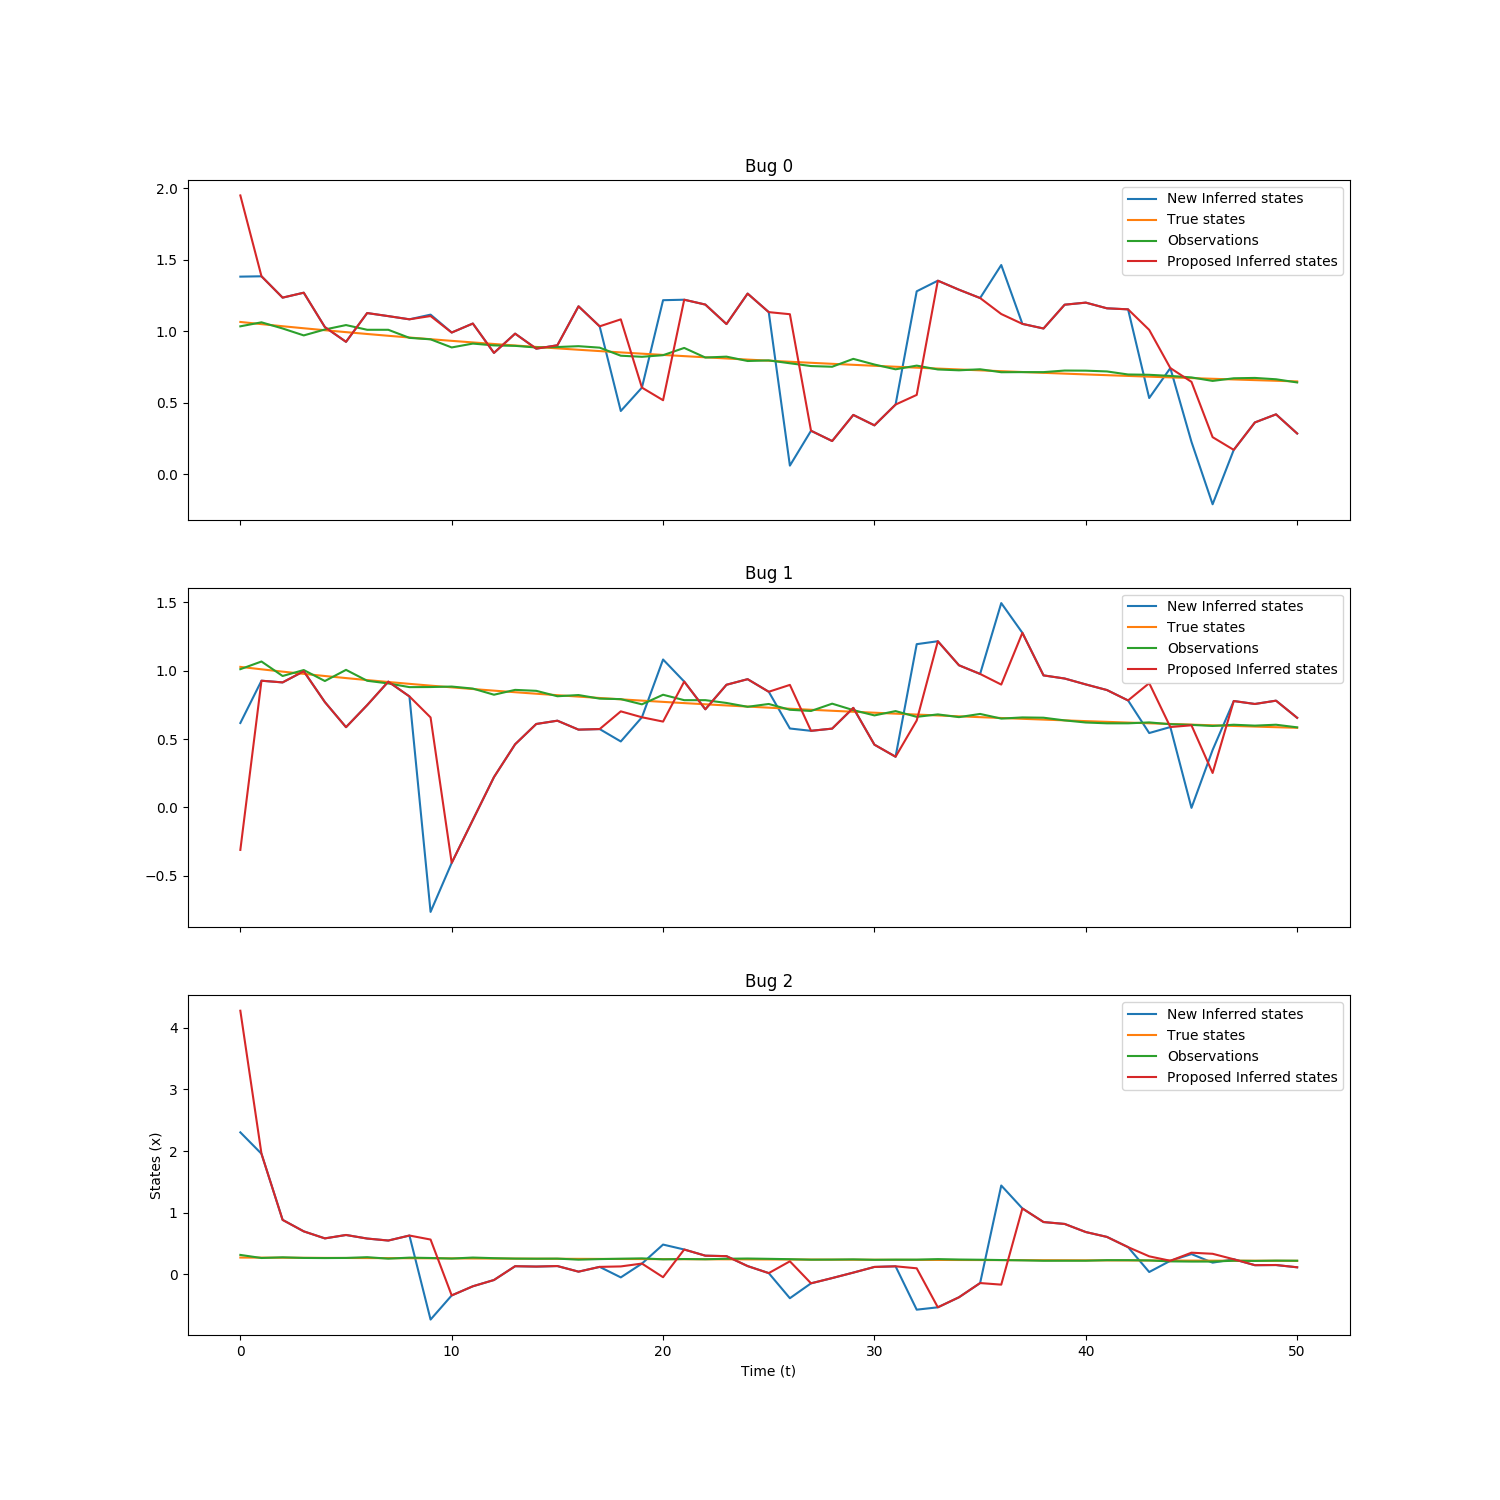 Bug 0
2.0
1.5
1.0
0.5
0.0
New Inferred states
True states
Observations
Proposed Inferred states
Bug 1
1.5
1.0
0.5
0.0
−0.5
New Inferred states
True states
Observations
Proposed Inferred states
Bug 2
States (x)
4
3
2
1
0
New Inferred states
True states
Observations
Proposed Inferred states
0 10 20 30 40 50
Time (t)